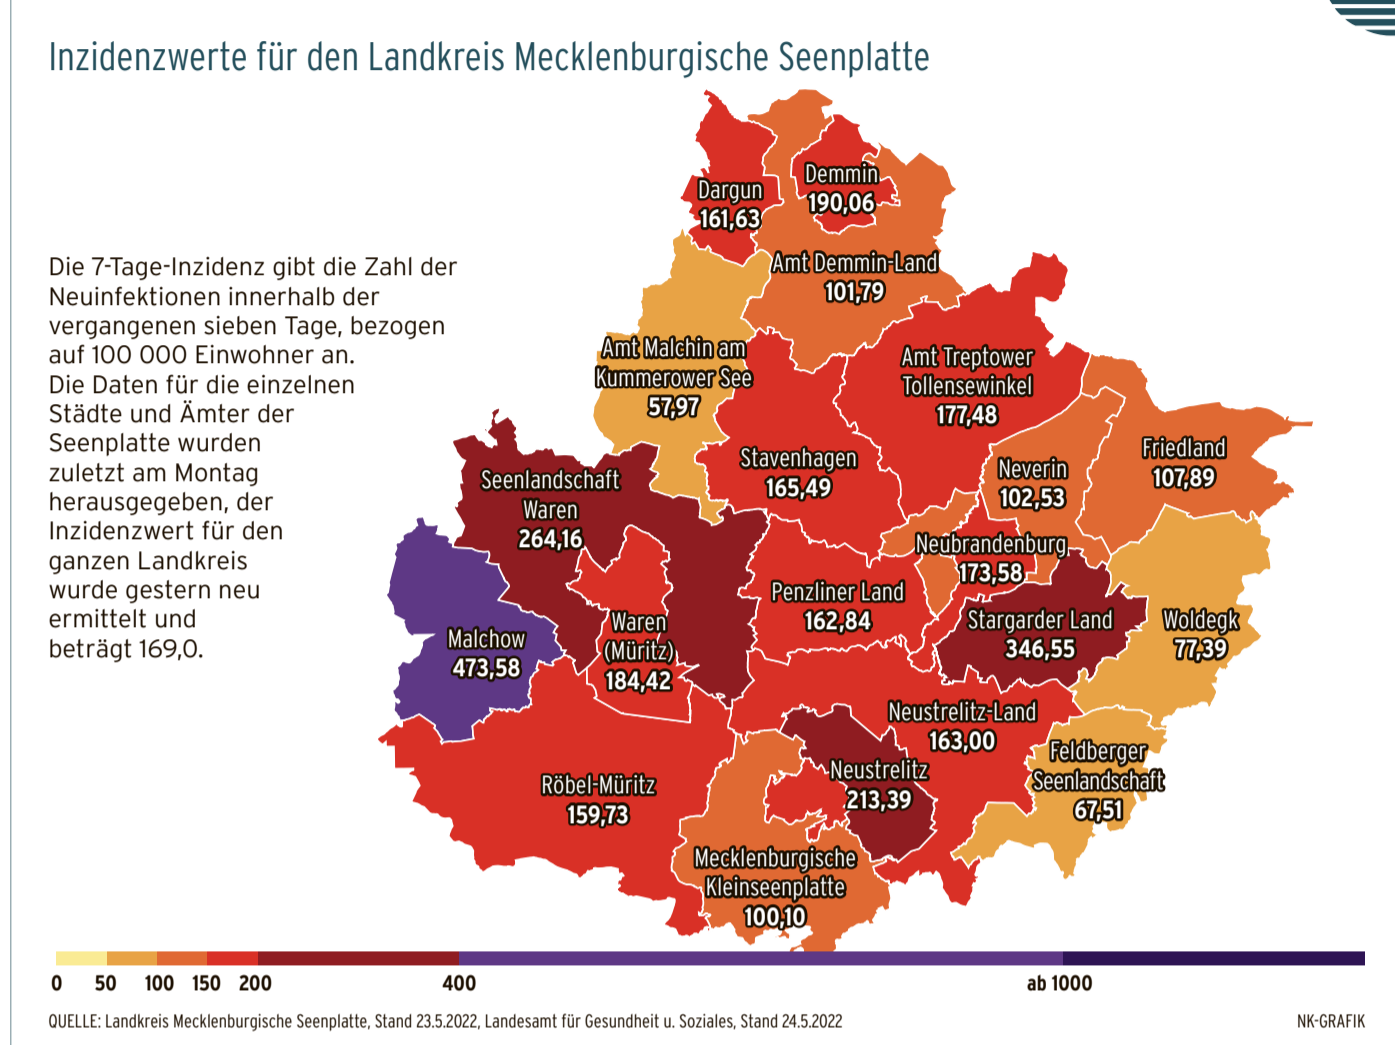 Inzidenzwerte für den Landkreis Mecklenburgische Seenplatte
Die 7-Tage-Inzidenz gibt die Zahl der
Neuinfektionen innerhalb der
vergangenen sieben Tage, bezogen
auf 100 000 Einwohner an.
Die Daten für die einzelnen
Städte und Ämter der
Seenplatte wurden
zuletzt am Montag
herausgegeben, der
Inzidenzwert für den
ganzen Landkreis
wurde gestern neu
ermittelt und
beträgt 169,0.
Dargun
161,63
Demmin
190,06
Amt Demmin-Land
101,79
Amt Malchin am
Kummerower See
57,97
Amt Treptower
Tollensewinkel
177,48
Stavenhagen
165,49
Neverin
102,53
Friedland
107,89
Seenlandschaft
Waren
264,16
Neubrandenburg
173,58
Penzliner Land
162,84
Stargarder Land
346,55
Woldegk
77,39
Malchow
473,58
Waren
(Müritz)
184,42
Neustrelitz-Land
163,00
Feldberger
Seenlandschaft
67,51
Röbel-Müritz
159,73
Neustrelitz
213,39
Mecklenburgische
Kleinseenplatte
100,10
0 50 100 150 200 400 ab 1000
QUELLE: Landkreis Mecklenburgische Seenplatte, Stand 23.5.2022, Landesamt für Gesundheit u. Soziales, Stand 24.5.2022
NK-GRAFIK